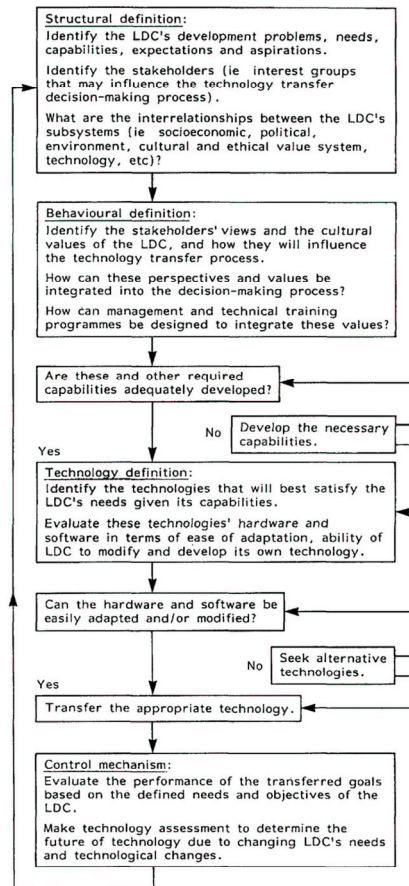 Structural definition:
Identify the LDC's development problems, needs,
capabilities, expectations and aspirations.
Identify the stakeholders (ie interest groups
that may influence the technology transfer
decision-making process).
What are the interrelationships between the LDC's
subsystems (ie socioeconomic, political,
environment, cultural and ethical value system,
technology, etc)?
Behavioural definition:
Identify the stakeholders' views and the cultural
values of the LDC, and how they will influence
the technology transfer process.
How can these perspectives and values be
integrated into the decision-making process?
How can management and technical training
programmes be designed to integrate these values?
Are these and other required
capabilities adequately developed?
No
Develop the necessary
capabilities.
Yes
Technology definition:
Identify the technologies that will best satisfy the
LDC's needs given its capabilities.
Evaluate these technologies' hardware and
software in terms of ease of adaptation, ability of
LDC to modify and develop its own technology.
Can the hardware and software be
easily adapted and/or modified?
No
Seek alternative
technologies.
Yes
Transfer the appropriate technology.
Control mechanism:
Evaluate the performance of the transferred goals
based on the defined needs and objectives of the
LDC.
Make technology assessment to determine the
future of technology due to changing LDC's needs
and technological changes.